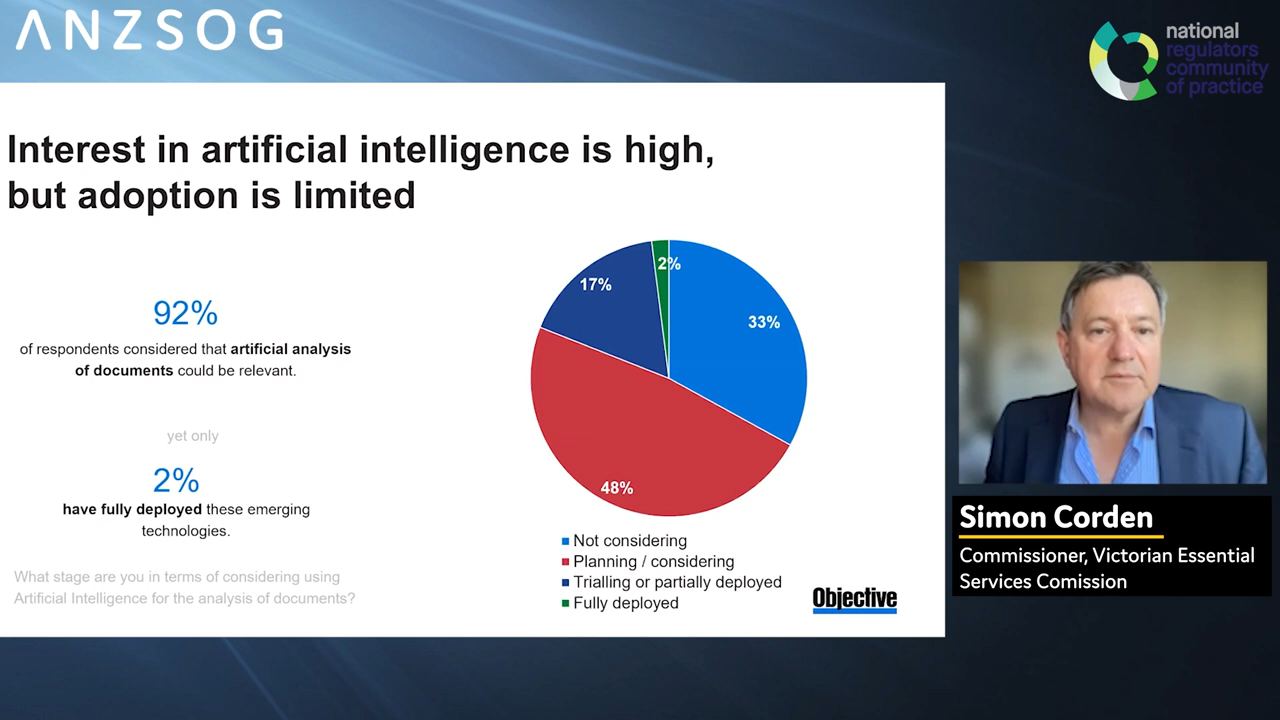 ANZSOG
national
regulators
community
of practice
Interest in artificial intelligence is high,
but adoption is limited
92%
of respondents considered that artificial analysis
of documents could be relevant.
yet only
2%
have fully deployed these emerging
technologies.
What stage are you in terms of considering using
Artificial Intelligence for the analysis of documents?
2%
17%
33%
48%
Not considering
Planning / considering
Trialling or partially deployed
Fully deployed
Objective
Simon Corden
Commissioner, Victorian Essential
Services Comission